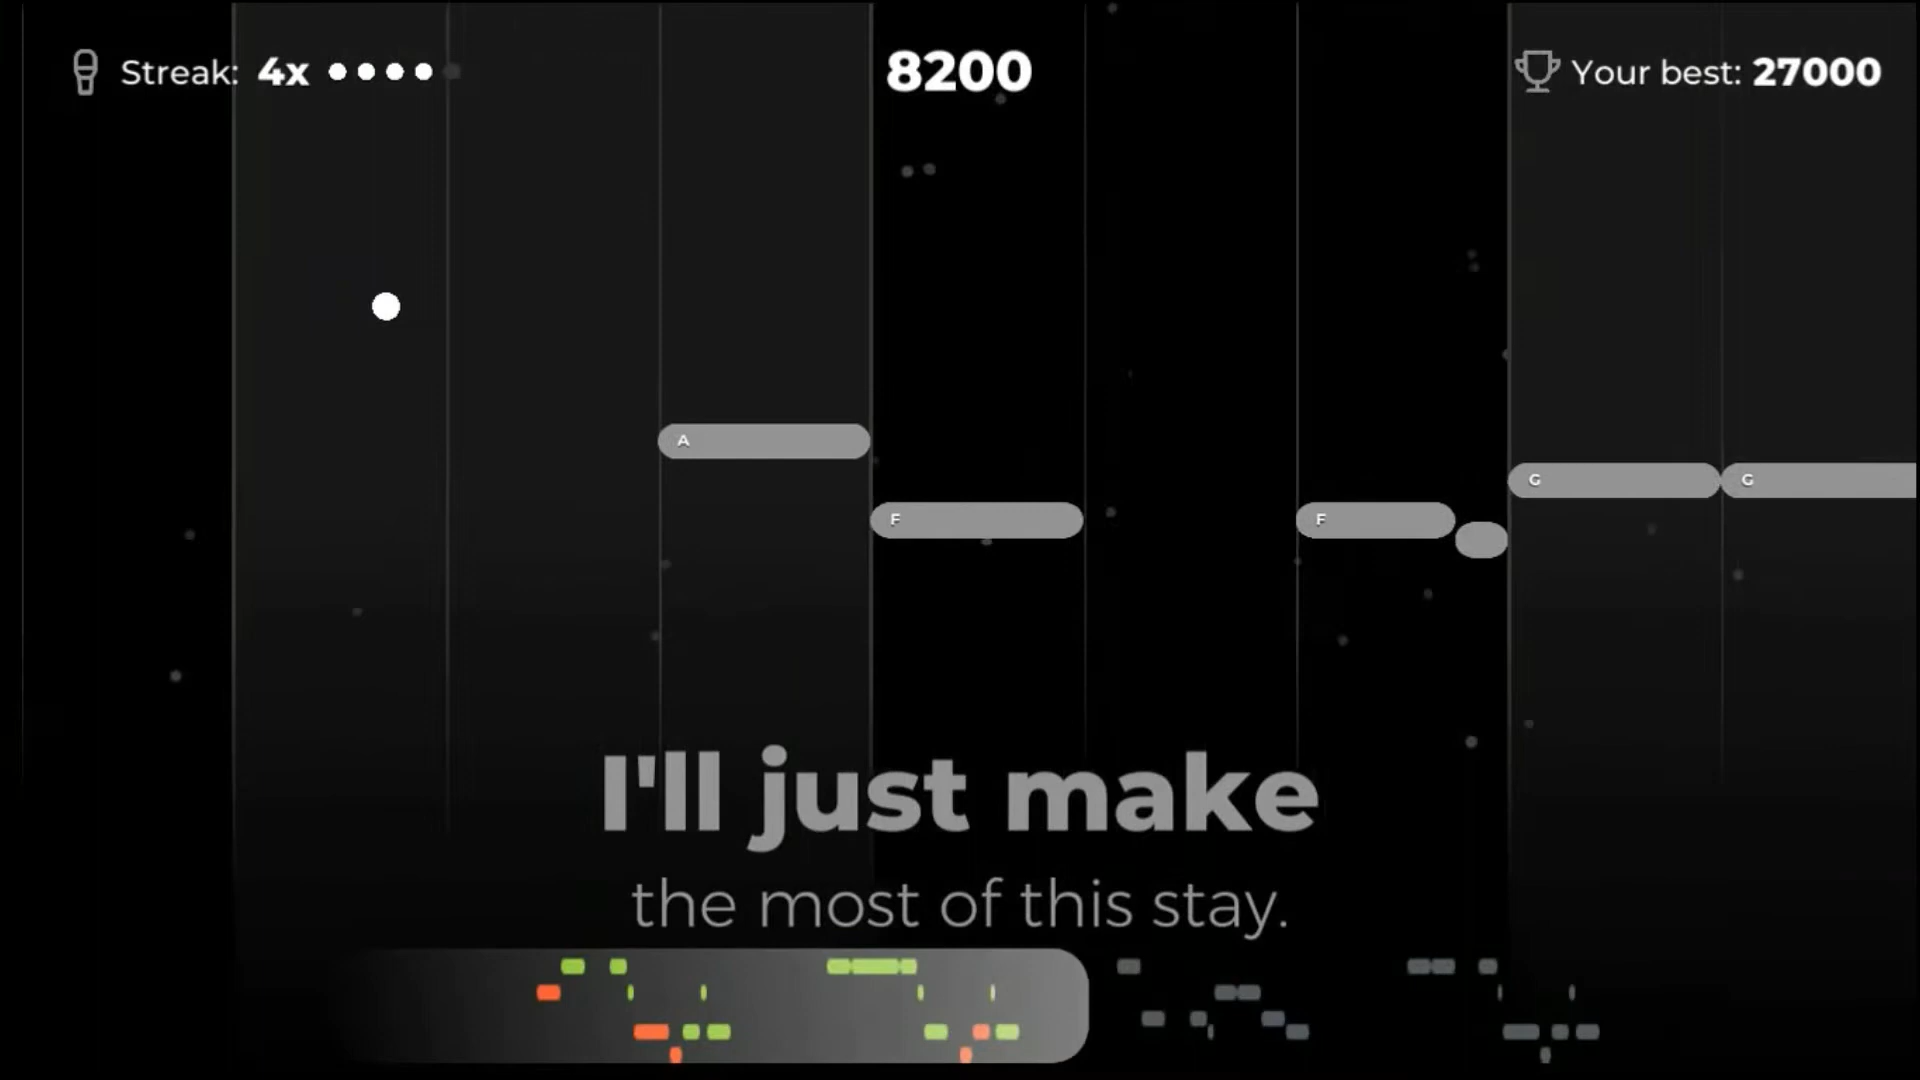 Streak: 4x
8200
Your best: 27000
A
F
F
G
G
I'll just make
the most of this stay.